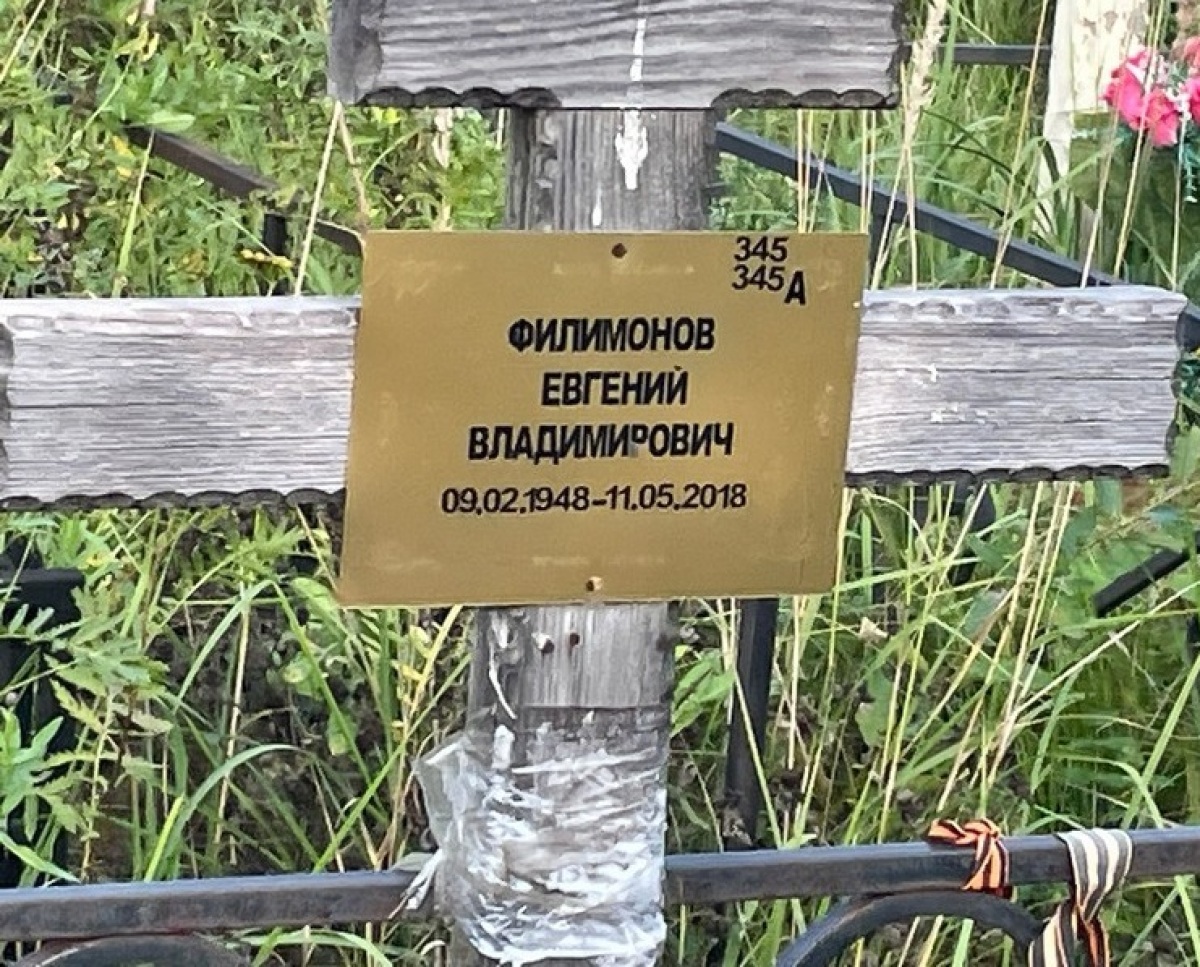 345
345А
ФИЛИМОНОВ
ЕВГЕНИЙ
ВЛАДИМИРОВИЧ
09.02.1948-11.05.2018